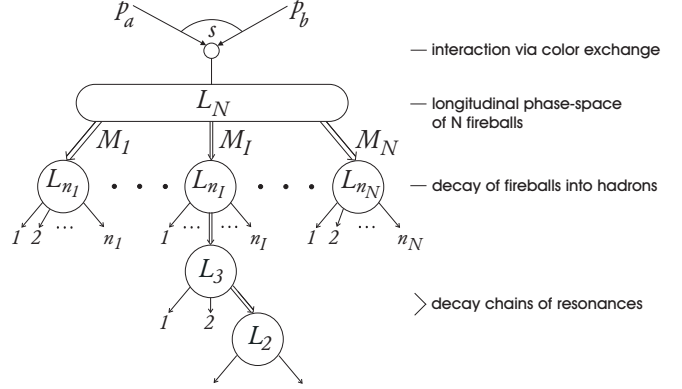 p_a s p_b
— interaction via color exchange
L_N
— longitudinal phase-space
of N fireballs
M_1 M_I M_N
L_{n_1} · · · L_{n_I} · · · L_{n_N}
— decay of fireballs into hadrons
1 2 ... n_1 1 ... ... n_I 1 2 ... n_N
L_3
1 2
decay chains of resonances
L_2